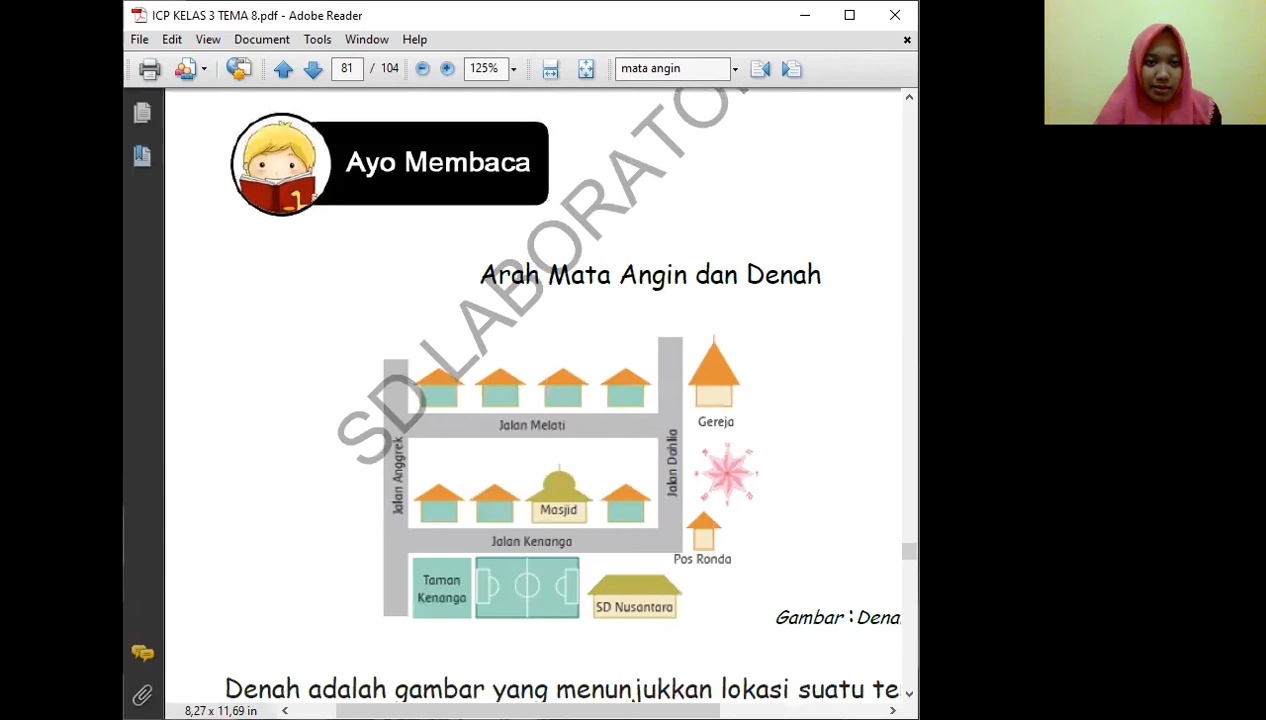 ICP KELAS 3 TEMA 8.pdf - Adobe Reader
File Edit View Document Tools Window Help
81 / 104 125% mata angin
Ayo Membaca
SD LABORATO
Arah Mata Angin dan Denah
Gereja
Jalan Melati
Jalan Anggrek
Jalan Dahlia
Masjid
Jalan Kenanga
Pos Ronda
Taman
Kenanga
SD Nusantara
Gambar : Dena
Denah adalah gambar yang menunjukkan lokasi suatu te
8,27 x 11,69 in